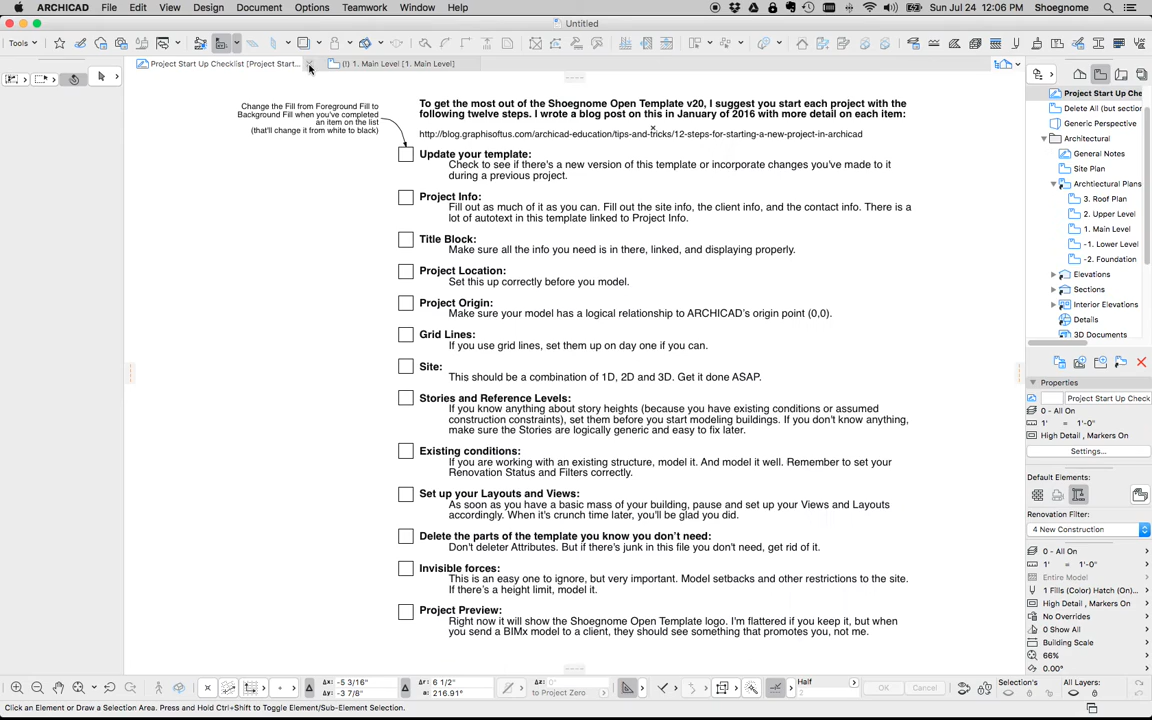 ARCHICAD File Edit View Design Document Options Teamwork Window Help Sun Jul 24 12:06 PM Shoegnome
Untitled
Tools
Project Start Up Checklist [Project Start... (!) 1. Main Level [1. Main Level]
Change the Fill from Foreground Fill to
Background Fill when you've completed
an item on the list
(that'll change it from white to black)
To get the most out of the Shoegnome Open Template v20, I suggest you start each project with the
following twelve steps. I wrote a blog post on this in January of 2016 with more detail on each item:
http://blog.graphisoftus.com/archicad-education/tips-and-tricks/12-steps-for-starting-a-new-project-in-archicad
Update your template:
Check to see if there's a new version of this template or incorporate changes you've made to it
during a previous project.
Project Info:
Fill out as much of it as you can. Fill out the site info, the client info, and the contact info. There is a
lot of autotext in this template linked to Project Info.
Title Block:
Make sure all the info you need is in there, linked, and displaying properly.
Project Location:
Set this up correctly before you model.
Project Origin:
Make sure your model has a logical relationship to ARCHICAD's origin point (0,0).
Grid Lines:
If you use grid lines, set them up on day one if you can.
Site:
This should be a combination of 1D, 2D and 3D. Get it done ASAP.
Stories and Reference Levels:
If you know anything about story heights (because you have existing conditions or assumed
construction constraints), set them before you start modeling buildings. If you don't know anything,
make sure the Stories are logically generic and easy to fix later.
Existing conditions:
If you are working with an existing structure, model it. And model it well. Remember to set your
Renovation Status and Filters correctly.
Set up your Layouts and Views:
As soon as you have a basic mass of your building, pause and set up your Views and Layouts
accordingly. When it's crunch time later, you'll be glad you did.
Delete the parts of the template you know you don't need:
Don't deleter Attributes. But if there's junk in this file you don't need, get rid of it.
Invisible forces:
This is an easy one to ignore, but very important. Model setbacks and other restrictions to the site.
If there's a height limit, model it.
Project Preview:
Right now it will show the Shoegnome Open Template logo. I'm flattered if you keep it, but when
you send a BIMx model to a client, they should see something that promotes you, not me.
Project Start Up Che
Delete All (but sectior
Generic Perspective
Architectural
General Notes
Site Plan
Archtiectural Plans
3. Roof Plan
2. Upper Level
1. Main Level
-1. Lower Level
-2. Foundation
Elevations
Sections
Interior Elevations
Details
3D Documents
Properties
Project Start Up Check
0 - All On
1' = 1'-0"
High Detail , Markers On
Settings...
Default Elements:
Renovation Filter:
4 New Construction
0 - All On
1' = 1'-0"
Entire Model
1 Fills (Color) Hatch (On)...
High Detail , Markers On
No Overrides
0 Show All
Building Scale
66%
0.00°
Δx: -5 3/16" Δr: 6 1/2" Δz: 0" Half Selection's All Layers:
Δy: -3 7/8" a: 216.91° to Project Zero 2 OK Cancel
Click an Element or Draw a Selection Area. Press and Hold Ctrl+Shift to Toggle Element/Sub-Element Selection.